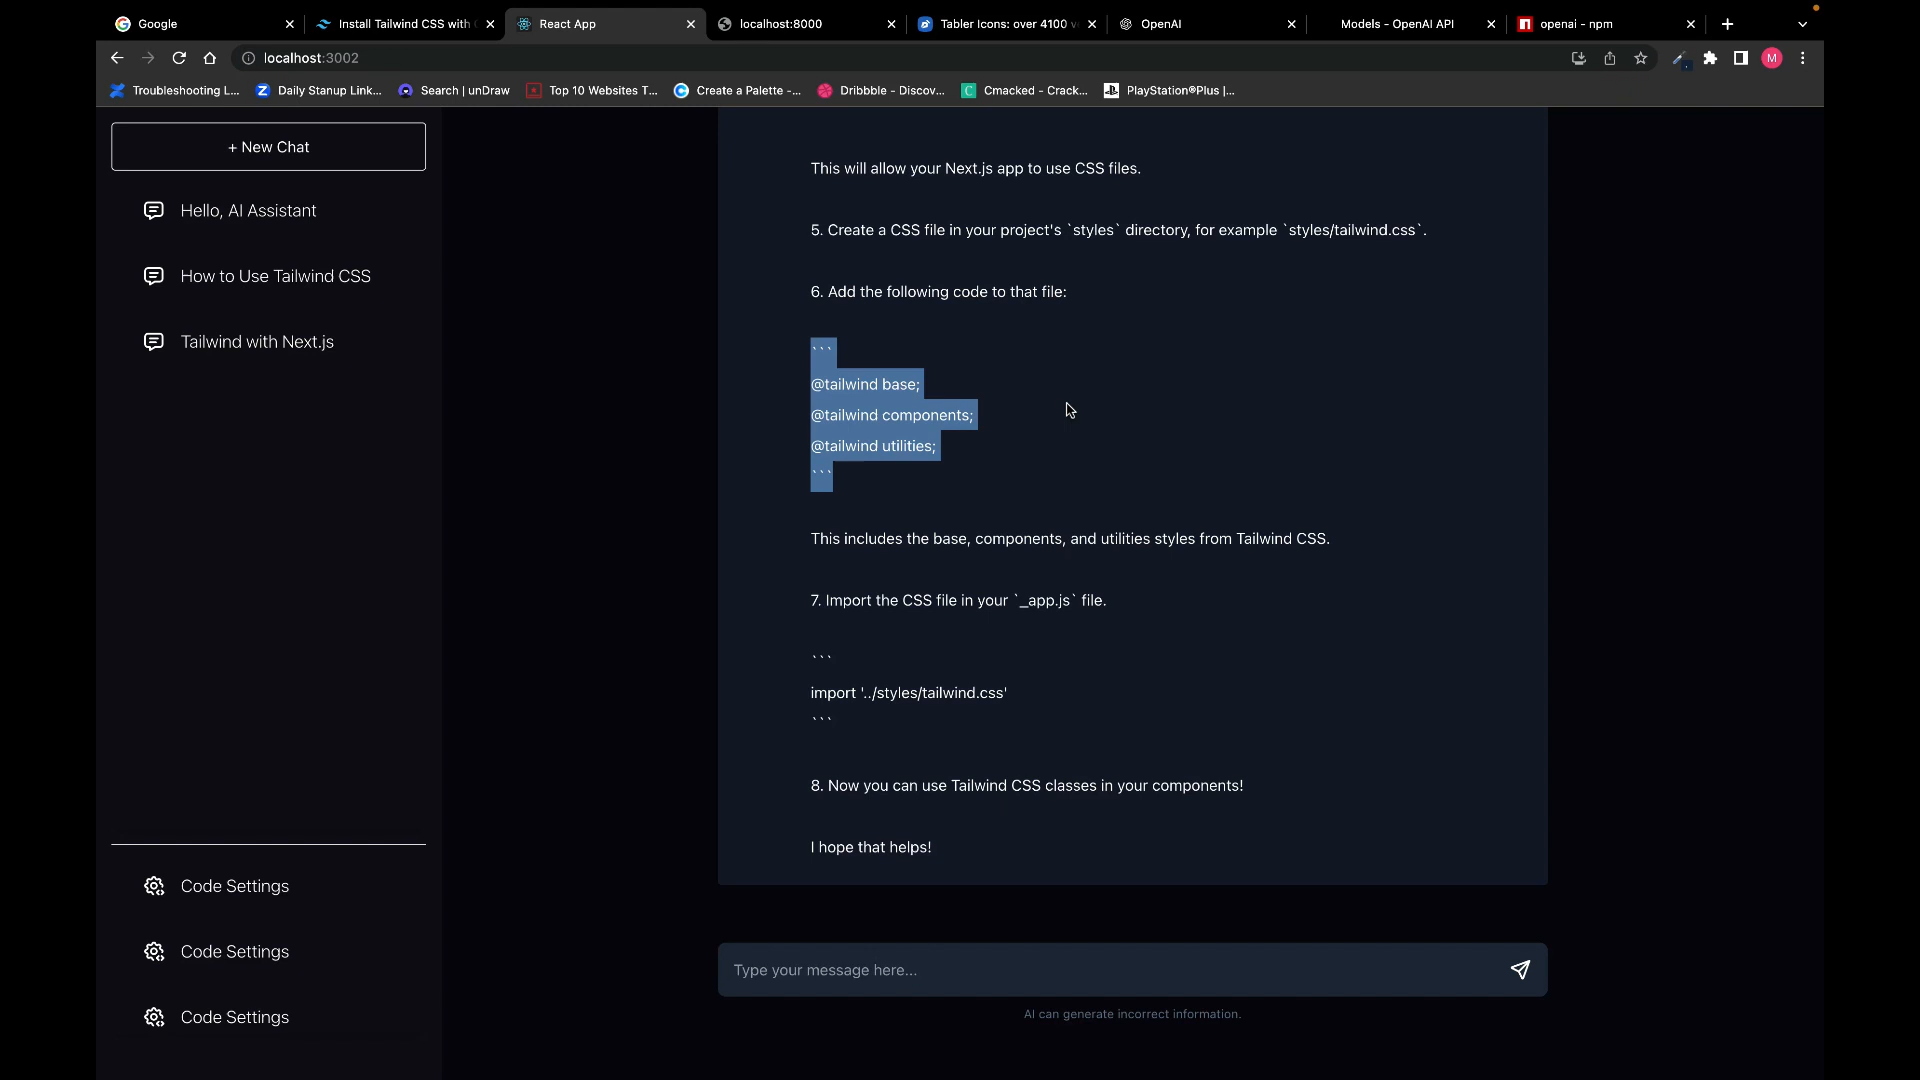 Google
Install Tailwind CSS with
React App
localhost:8000
Tabler Icons: over 4100 v
OpenAI
Models - OpenAI API
openai - npm
localhost:3002
M
Troubleshooting L...
Daily Stanup Link...
Search | unDraw
Top 10 Websites T...
Create a Palette -...
Dribbble - Discov...
Cmacked - Crack...
PlayStation®Plus |...
+ New Chat
Hello, AI Assistant
How to Use Tailwind CSS
Tailwind with Next.js
Code Settings
Code Settings
Code Settings
This will allow your Next.js app to use CSS files.
5. Create a CSS file in your project's `styles` directory, for example `styles/tailwind.css`.
6. Add the following code to that file:
```
@tailwind base;
@tailwind components;
@tailwind utilities;
```
This includes the base, components, and utilities styles from Tailwind CSS.
7. Import the CSS file in your `_app.js` file.
```
import '../styles/tailwind.css'
```
8. Now you can use Tailwind CSS classes in your components!
I hope that helps!
Type your message here...
AI can generate incorrect information.